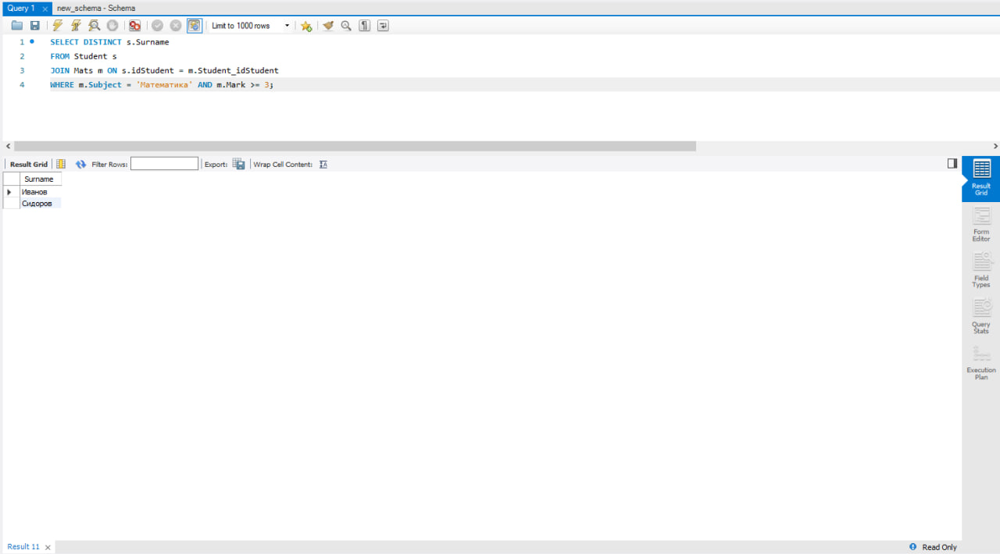 Query 1
new_schema - Schema
Limit to 1000 rows
1 SELECT DISTINCT s.Surname
2 FROM Student s
3 JOIN Mats m ON s.idStudent = m.Student_idStudent
4 WHERE m.Subject = 'Математика' AND m.Mark >= 3;
Result Grid Filter Rows: Export: Wrap Cell Content:
Surname
Иванов
Сидоров
Result
Grid
Form
Editor
Field
Types
Query
Stats
Execution
Plan
Result 11
Read Only